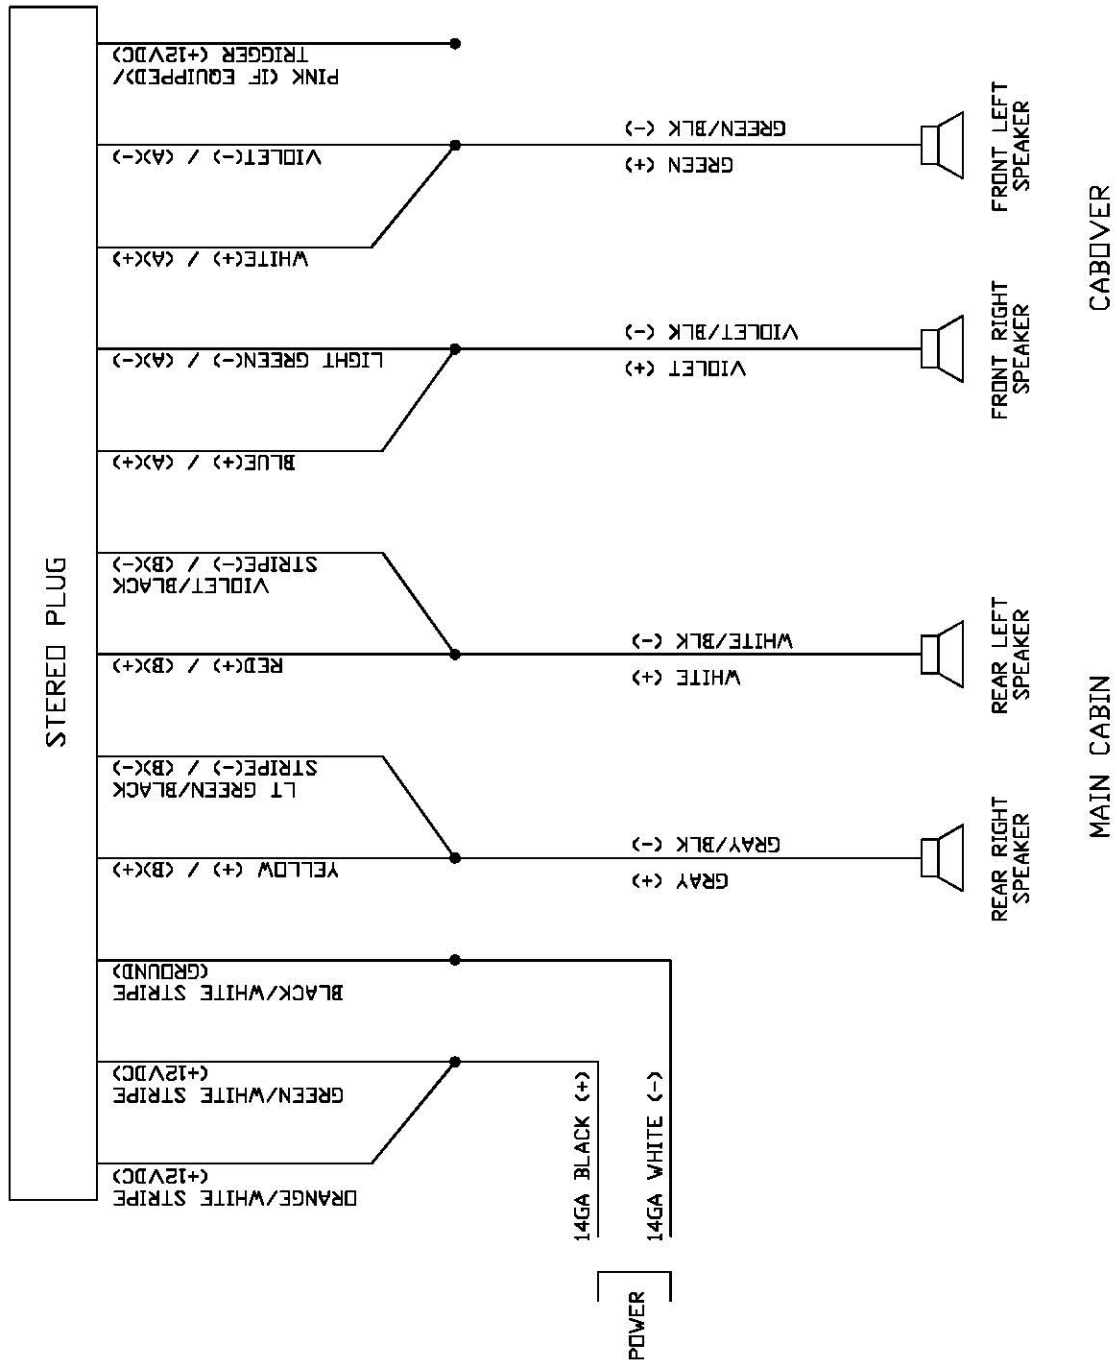 STEREO PLUG
PINK (IF EQUIPPED)/
TRIGGER (+12VDC)
VIOLET(-) / (A)(-)
WHITE(+) / (A)(+)
LIGHT GREEN(-) / (A)(-)
BLUE(+) / (A)(+)
VIOLET/BLACK
STRIPE(-) / (B)(-)
RED(+) / (B)(+)
LT GREEN/BLACK
STRIPE(-) / (B)(-)
YELLOW (+) / (B)(+)
BLACK/WHITE STRIPE
(GROUND)
GREEN/WHITE STRIPE
(+12VDC)
ORANGE/WHITE STRIPE
(+12VDC)
GREEN/BLK (-)
GREEN (+)
VIOLET/BLK (-)
VIOLET (+)
WHITE/BLK (-)
WHITE (+)
GRAY/BLK (-)
GRAY (+)
14GA BLACK (+)
14GA WHITE (-)
POWER
FRONT LEFT
SPEAKER
FRONT RIGHT
SPEAKER
REAR LEFT
SPEAKER
REAR RIGHT
SPEAKER
CABOVER
MAIN CABIN